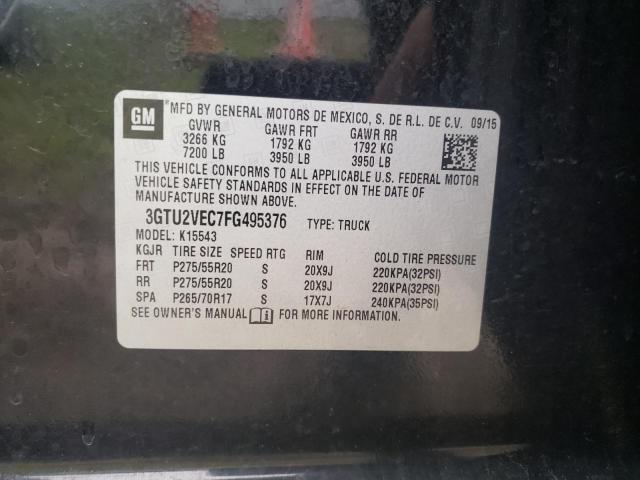 GM *MFD BY GENERAL MOTORS DE MEXICO, S. DE R.L. DE C.V. 09/15
GVWR GAWR FRT GAWR RR
3266 KG 1792 KG 1792 KG
7200 LB 3950 LB 3950 LB
THIS VEHICLE CONFORMS TO ALL APPLICABLE U.S. FEDERAL MOTOR
VEHICLE SAFETY STANDARDS IN EFFECT ON THE DATE OF
MANUFACTURE SHOWN ABOVE.
3GTU2VEC7FG495376 TYPE: TRUCK
MODEL: K15543
KGJR TIRE SIZE SPEED RTG RIM COLD TIRE PRESSURE
FRT P275/55R20 S 20X9J 220KPA(32PSI)
RR P275/55R20 S 20X9J 220KPA(32PSI)
SPA P265/70R17 S 17X7J 240KPA(35PSI)
SEE OWNER'S MANUAL FOR MORE INFORMATION.